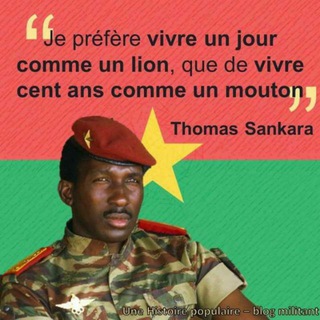 “Je préfère vivre un jour
comme un lion, que de vivre
cent ans comme un mouton”
Thomas Sankara
Une Histoire populaire – blog militant